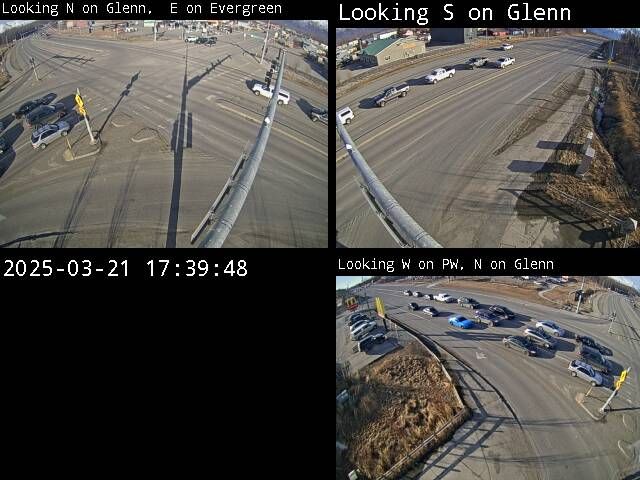 Looking N on Glenn,  E on Evergreen
Looking S on Glenn
2025-03-21 17:39:48
Looking W on PW, N on Glenn